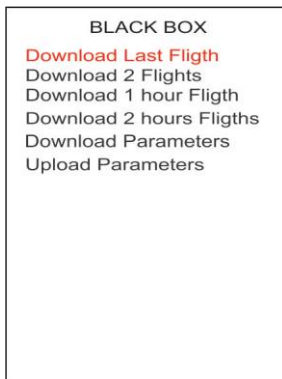 BLACK BOX
Download Last Fligth
Download 2 Flights
Download 1 hour Fligth
Download 2 hours Fligths
Download Parameters
Upload Parameters